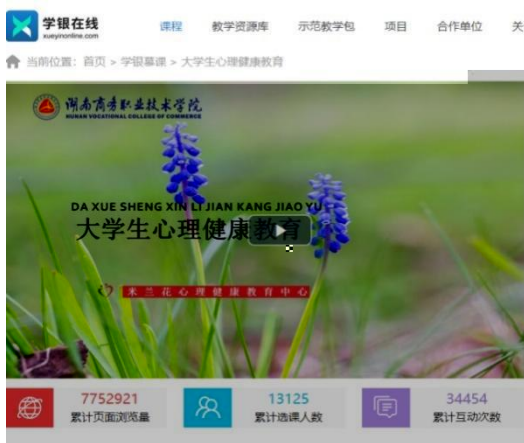 学银在线
xueyinonline.com
课程 教学资源库 示范教学包 项目 合作单位 关
当前位置：首页 > 学银慕课 > 大学生心理健康教育
湖南商务职业技术学院
HUNAN VOCATIONAL COLLEGE OF COMMERCE
DA XUE SHENG XIN LI JIAN KANG JIAO YU
大学生心理健康教育
米兰花心理健康教育中心
7752921 13125 34454
累计页面浏览量 累计选课人数 累计互动次数